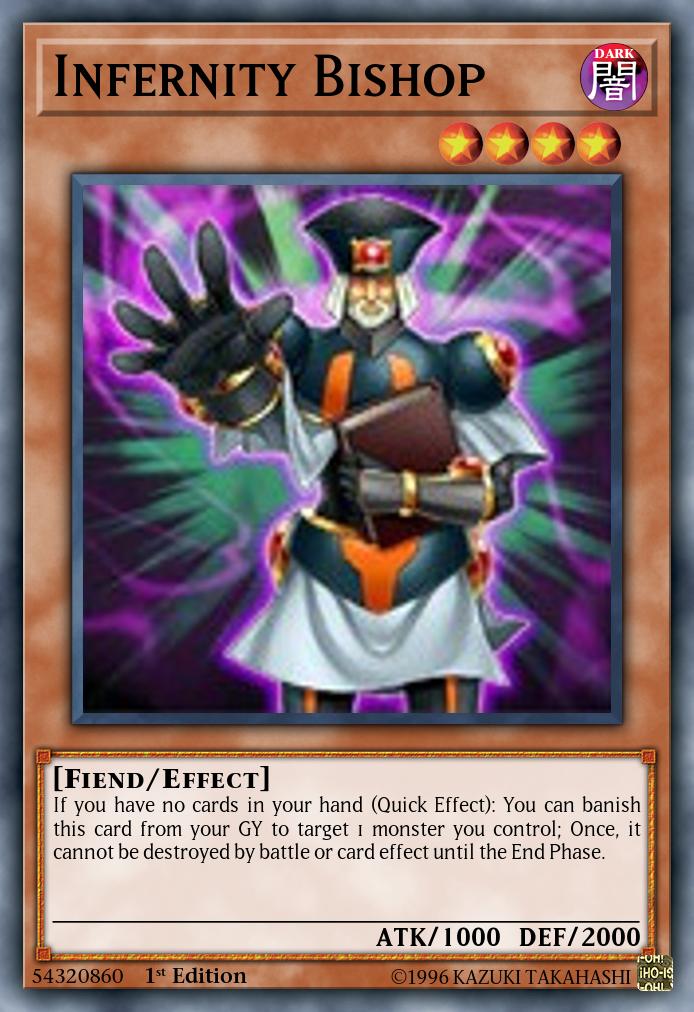 Infernity Bishop
DARK
闇
[Fiend/Effect]
If you have no cards in your hand (Quick Effect): You can banish
this card from your GY to target 1 monster you control; Once, it
cannot be destroyed by battle or card effect until the End Phase.
ATK/1000 DEF/2000
54320860 1st Edition ©1996 KAZUKI TAKAHASHI